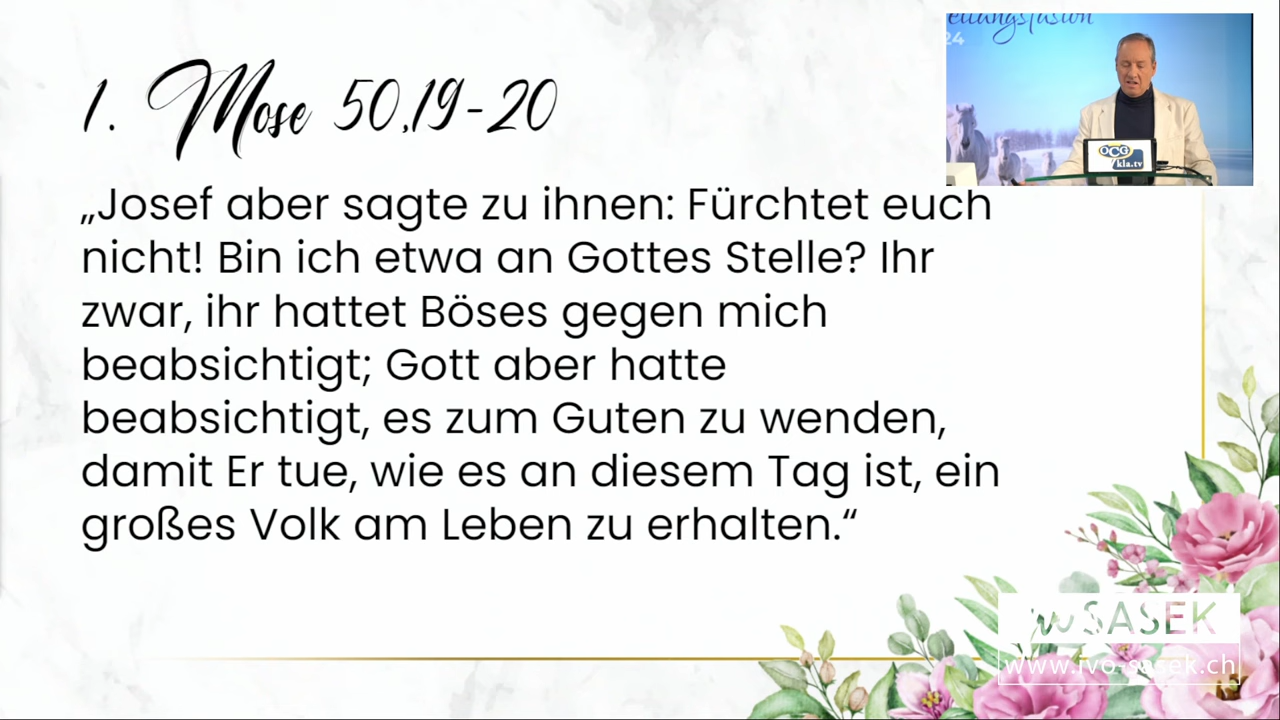 ellungsfusion
24
OCG
kla.tv
1. Mose 50,19-20
„Josef aber sagte zu ihnen: Fürchtet euch
nicht! Bin ich etwa an Gottes Stelle? Ihr
zwar, ihr hattet Böses gegen mich
beabsichtigt; Gott aber hatte
beabsichtigt, es zum Guten zu wenden,
damit Er tue, wie es an diesem Tag ist, ein
großes Volk am Leben zu erhalten.“
ivo SASEK
www.ivo-sasek.ch